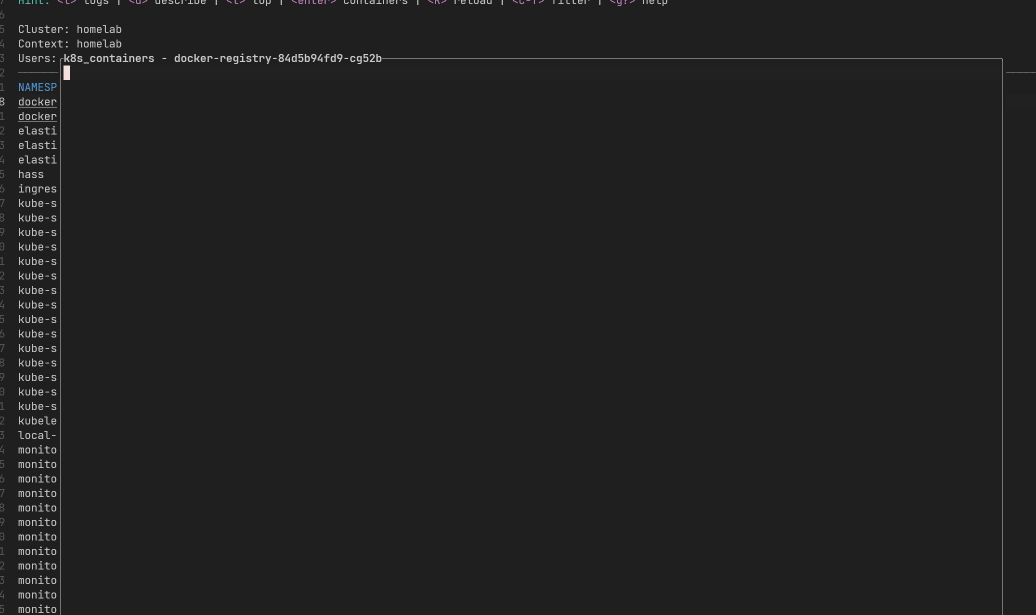 Hint: <l> logs | <d> describe | <t> top | <enter> containers | <R> reload | <c-f> filter | <g?> help
6
5 Cluster: homelab
4 Context: homelab
3 Users: k8s_containers - docker-registry-84d5b94fd9-cg52b
2
1 NAMESP
8 docker
1 docker
2 elasti
3 elasti
4 elasti
5 hass
6 ingres
7 kube-s
8 kube-s
9 kube-s
0 kube-s
1 kube-s
2 kube-s
3 kube-s
4 kube-s
5 kube-s
6 kube-s
7 kube-s
8 kube-s
9 kube-s
0 kube-s
1 kube-s
2 kubele
3 local-
4 monito
5 monito
6 monito
7 monito
8 monito
9 monito
0 monito
1 monito
2 monito
3 monito
4 monito
5 monito